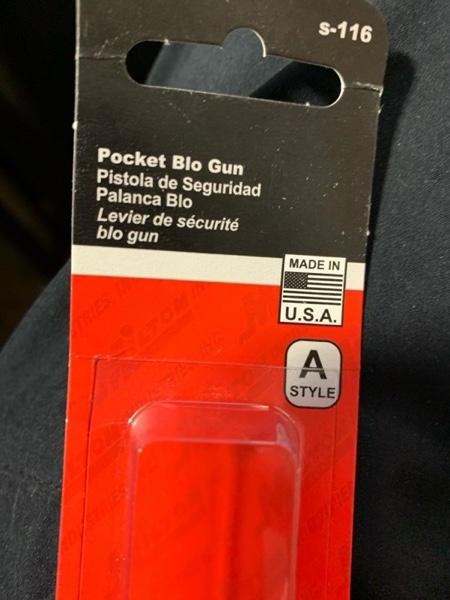 s-116
Pocket Blo Gun
Pistola de Seguridad
Palanca Blo
Levier de sécurité
blo gun
MADE IN
U.S.A.
A
STYLE